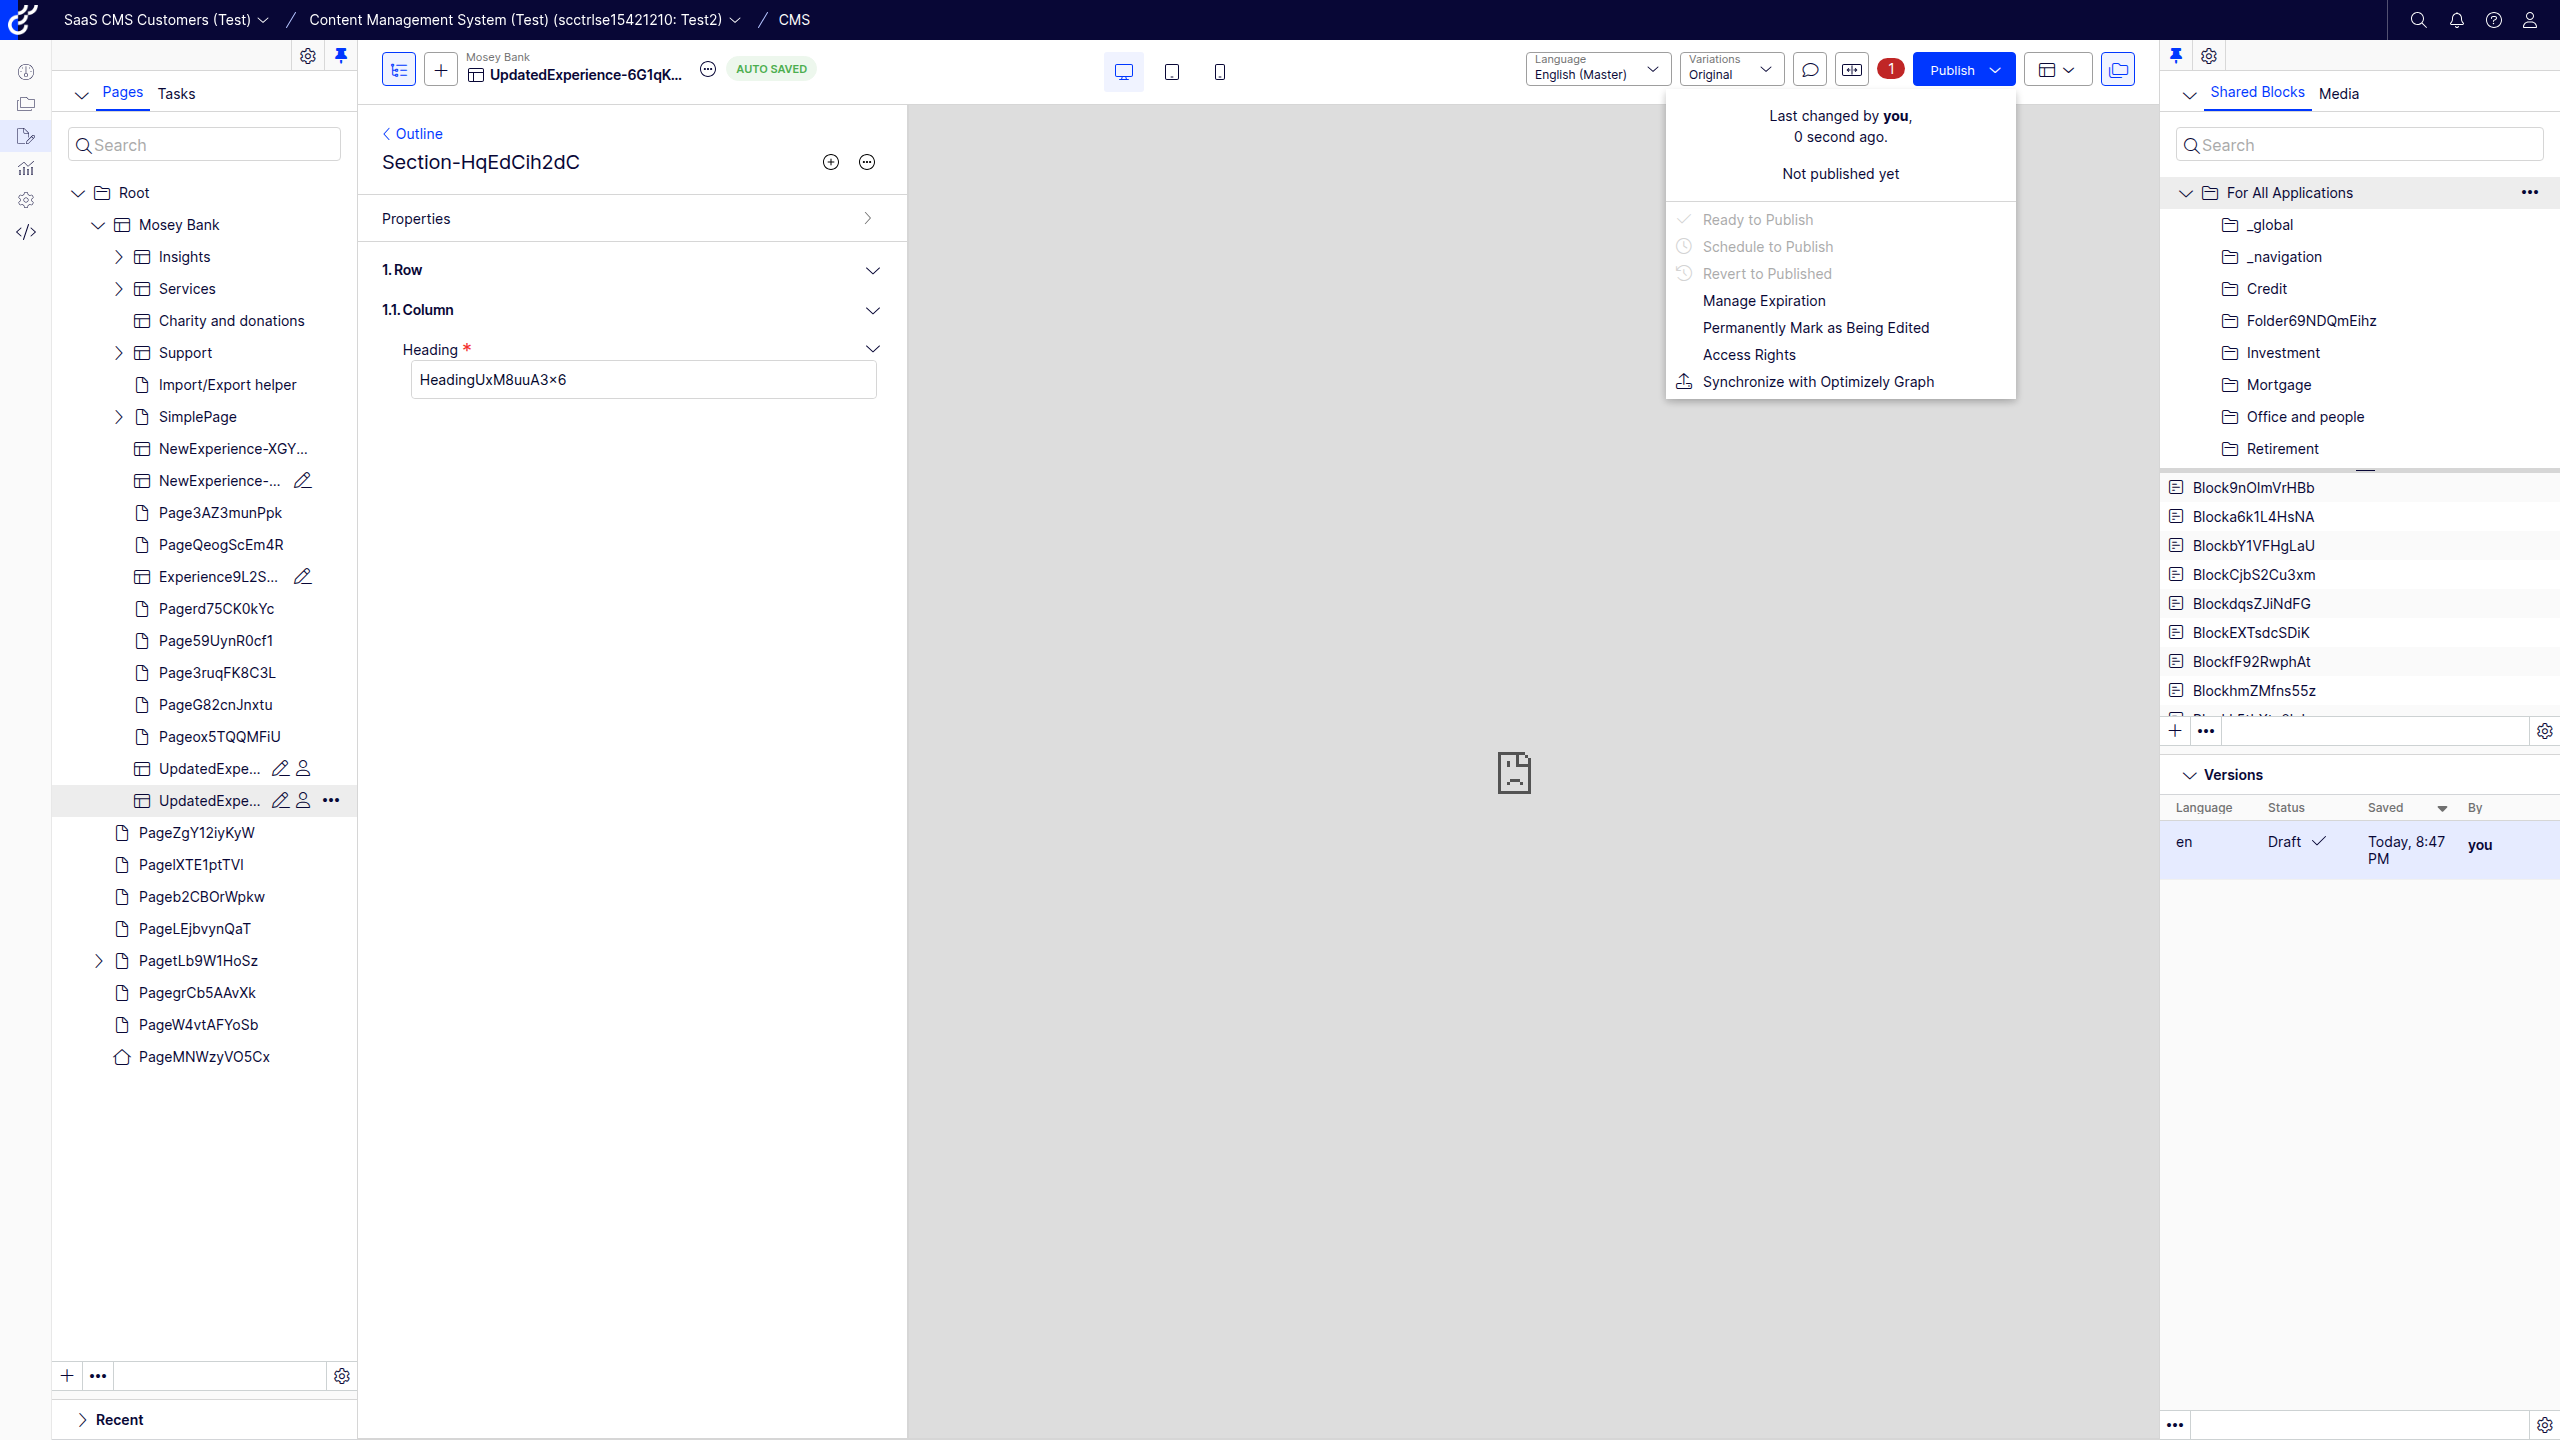 SaaS CMS Customers (Test)
Content Management System (Test) (scctrlse15421210: Test2)
CMS
Pages
Tasks
Search
Root
Mosey Bank
Insights
Services
Charity and donations
Support
Import/Export helper
SimplePage
NewExperience-XGY...
NewExperience-...
Page3AZ3munPpk
PageQeogScEm4R
Experience9L2S...
Pagerd75CK0kYc
Page59UynR0cf1
Page3ruqFK8C3L
PageG82cnJnxtu
Pageox5TQQMFiU
UpdatedExpe...
UpdatedExpe...
PageZgY12iyKyW
PagelXTE1ptTVI
Pageb2CBOrWpkw
PageLEjbvynQaT
PagetLb9W1HoSz
PagegrCb5AAvXk
PageW4vtAFYoSb
PageMNWzyVO5Cx
Recent
Mosey Bank
UpdatedExperience-6G1qK...
AUTO SAVED
Language
English (Master)
Variations
Original
1
Publish
Outline
Section-HqEdCih2dC
Properties
1. Row
1.1. Column
Heading *
HeadingUxM8uuA3x6
Last changed by you,
0 second ago.
Not published yet
Ready to Publish
Schedule to Publish
Revert to Published
Manage Expiration
Permanently Mark as Being Edited
Access Rights
Synchronize with Optimizely Graph
Shared Blocks
Media
Search
For All Applications
_global
_navigation
Credit
Folder69NDQmEihz
Investment
Mortgage
Office and people
Retirement
Block9nOlmVrHBb
Blocka6k1L4HsNA
BlockbY1VFHgLaU
BlockCjbS2Cu3xm
BlockdqsZJiNdFG
BlockEXTsdcSDiK
BlockfF92RwphAt
BlockhmZMfns55z
Versions
Language Status Saved By
en Draft Today, 8:47 PM you